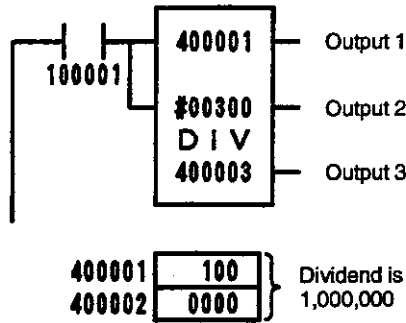 400001 Output 1
100001
#00300 Output 2
DIV
400003 Output 3
400001 100 Dividend is
400002 0000 1,000,000